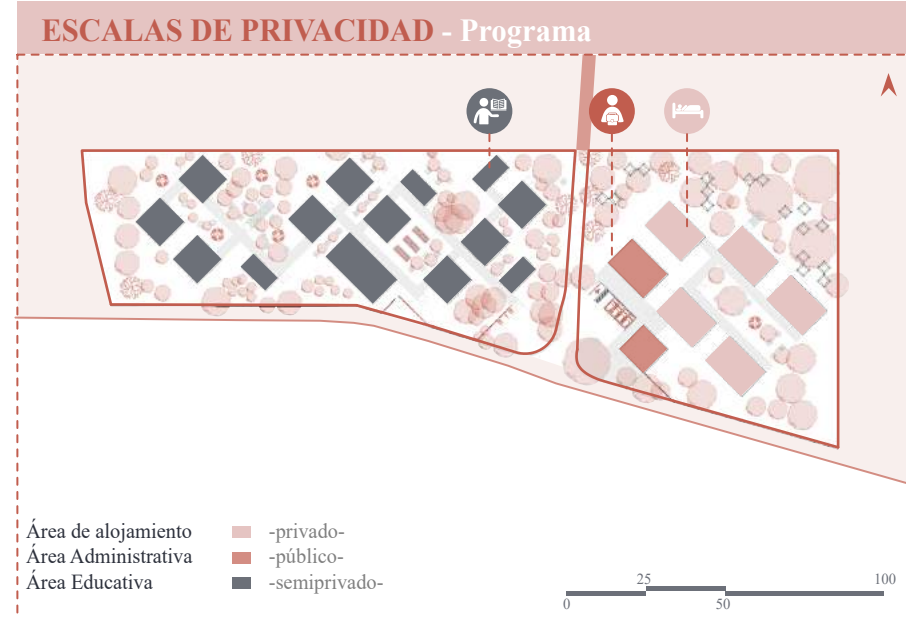 ESCALAS DE PRIVACIDAD - Programa
Área de alojamiento -privado-
Área Administrativa -público-
Área Educativa -semiprivado-
25 100
0 50